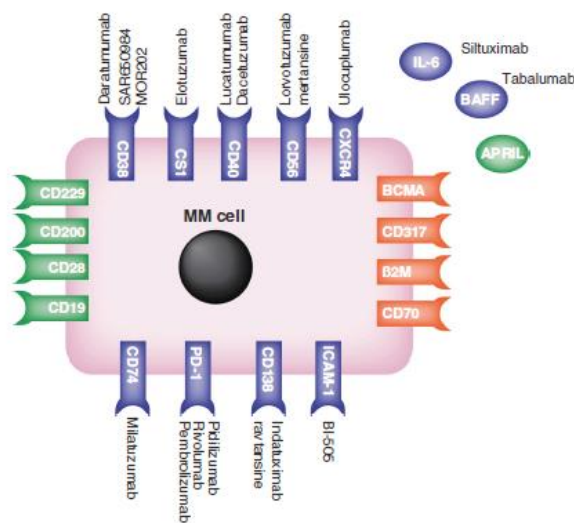 Daratumumab
SAR650984
MOR202
Elotuzumab
Lucatumumab
Dacetuzumab
Lorvotuzumab
mertansine
Ulocuplumab
IL-6
Siltuximab
BAFF
Tabalumab
APRIL
CD38
CS1
CD40
CD56
CXCR4
CD229
CD200
CD28
CD19
MM cell
BCMA
CD317
B2M
CD70
CD74
PD-1
CD138
ICAM-1
Milatuzumab
Pidilizumab
Rivolumab
Pembrolizumab
Indatuximab
ravtansine
BI-505